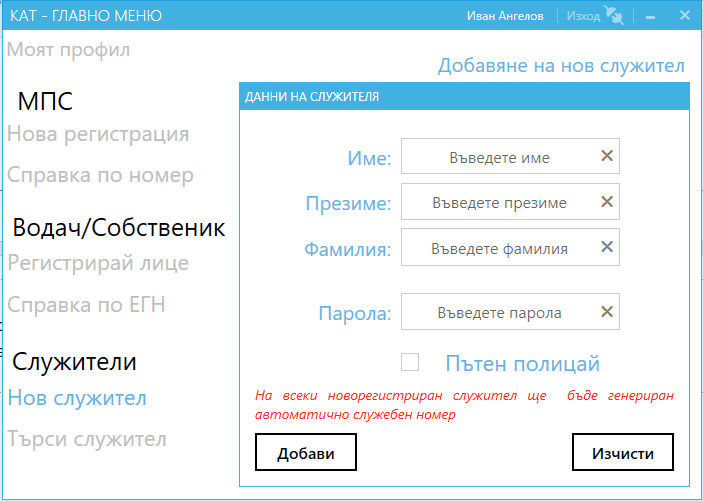 КАТ - ГЛАВНО МЕНЮ
Иван Ангелов
Изход
Моят профил
МПС
Нова регистрация
Справка по номер
Водач/Собственик
Регистрирай лице
Справка по ЕГН
Служители
Нов служител
Търси служител
Добавяне на нов служител
ДАННИ НА СЛУЖИТЕЛЯ
Име: Въведете име
Презиме: Въведете презиме
Фамилия: Въведете фамилия
Парола: Въведете парола
Пътен полицай
На всеки новорегистриран служител ще бъде генериран
автоматично служебен номер
Добави
Изчисти